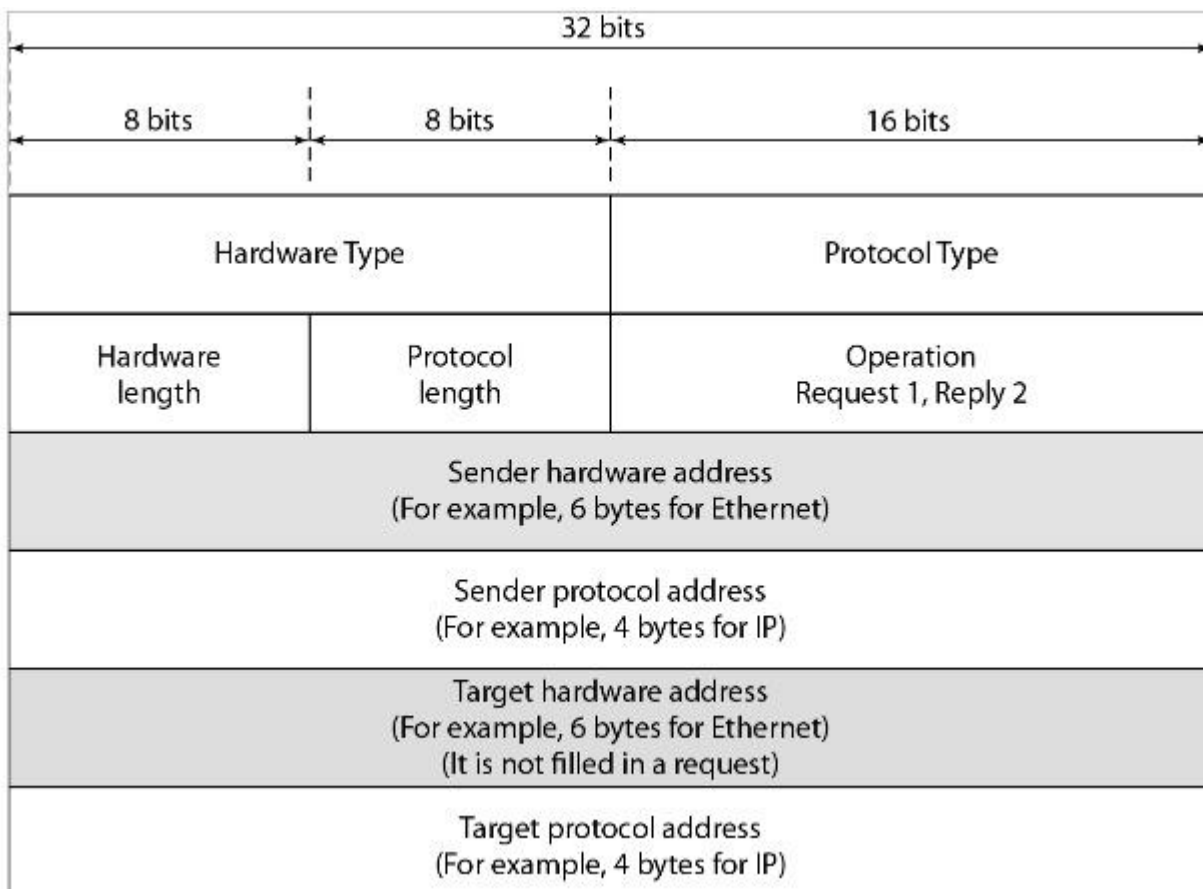 32 bits
8 bits
8 bits
16 bits
Hardware Type
Protocol Type
Hardware
length
Protocol
length
Operation
Request 1, Reply 2
Sender hardware address
(For example, 6 bytes for Ethernet)
Sender protocol address
(For example, 4 bytes for IP)
Target hardware address
(For example, 6 bytes for Ethernet)
(It is not filled in a request)
Target protocol address
(For example, 4 bytes for IP)